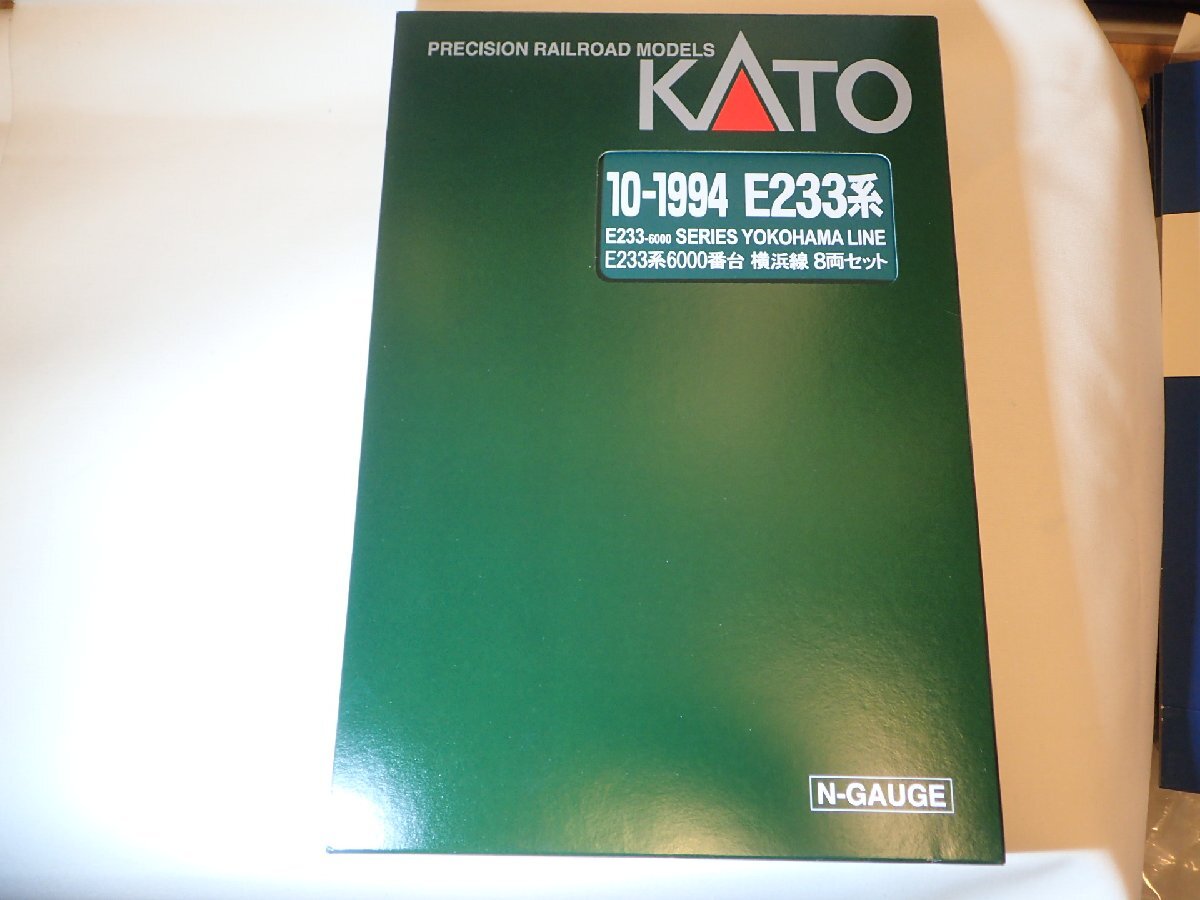 PRECISION RAILROAD MODELS
KATO
10-1994 E233系
E233-6000 SERIES YOKOHAMA LINE
E233系6000番台 横浜線 8両セット
N-GAUGE